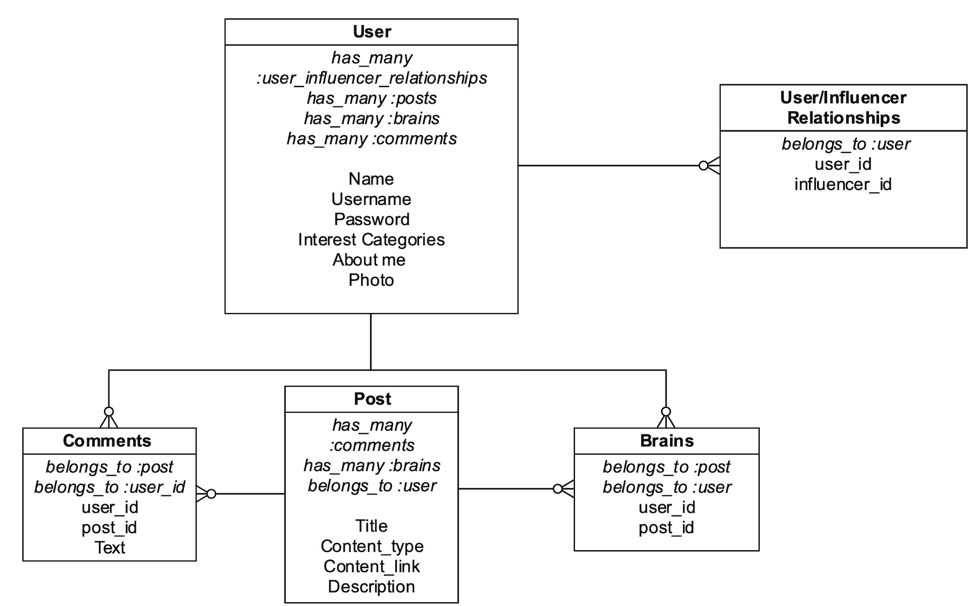 User
has_many
:user_influencer_relationships
has_many :posts
has_many :brains
has_many :comments
Name
Username
Password
Interest Categories
About me
Photo
User/Influencer
Relationships
belongs_to :user
user_id
influencer_id
Comments
belongs_to :post
belongs_to :user_id
user_id
post_id
Text
Post
has_many
:comments
has_many :brains
belongs_to :user
Title
Content_type
Content_link
Description
Brains
belongs_to :post
belongs_to :user
user_id
post_id